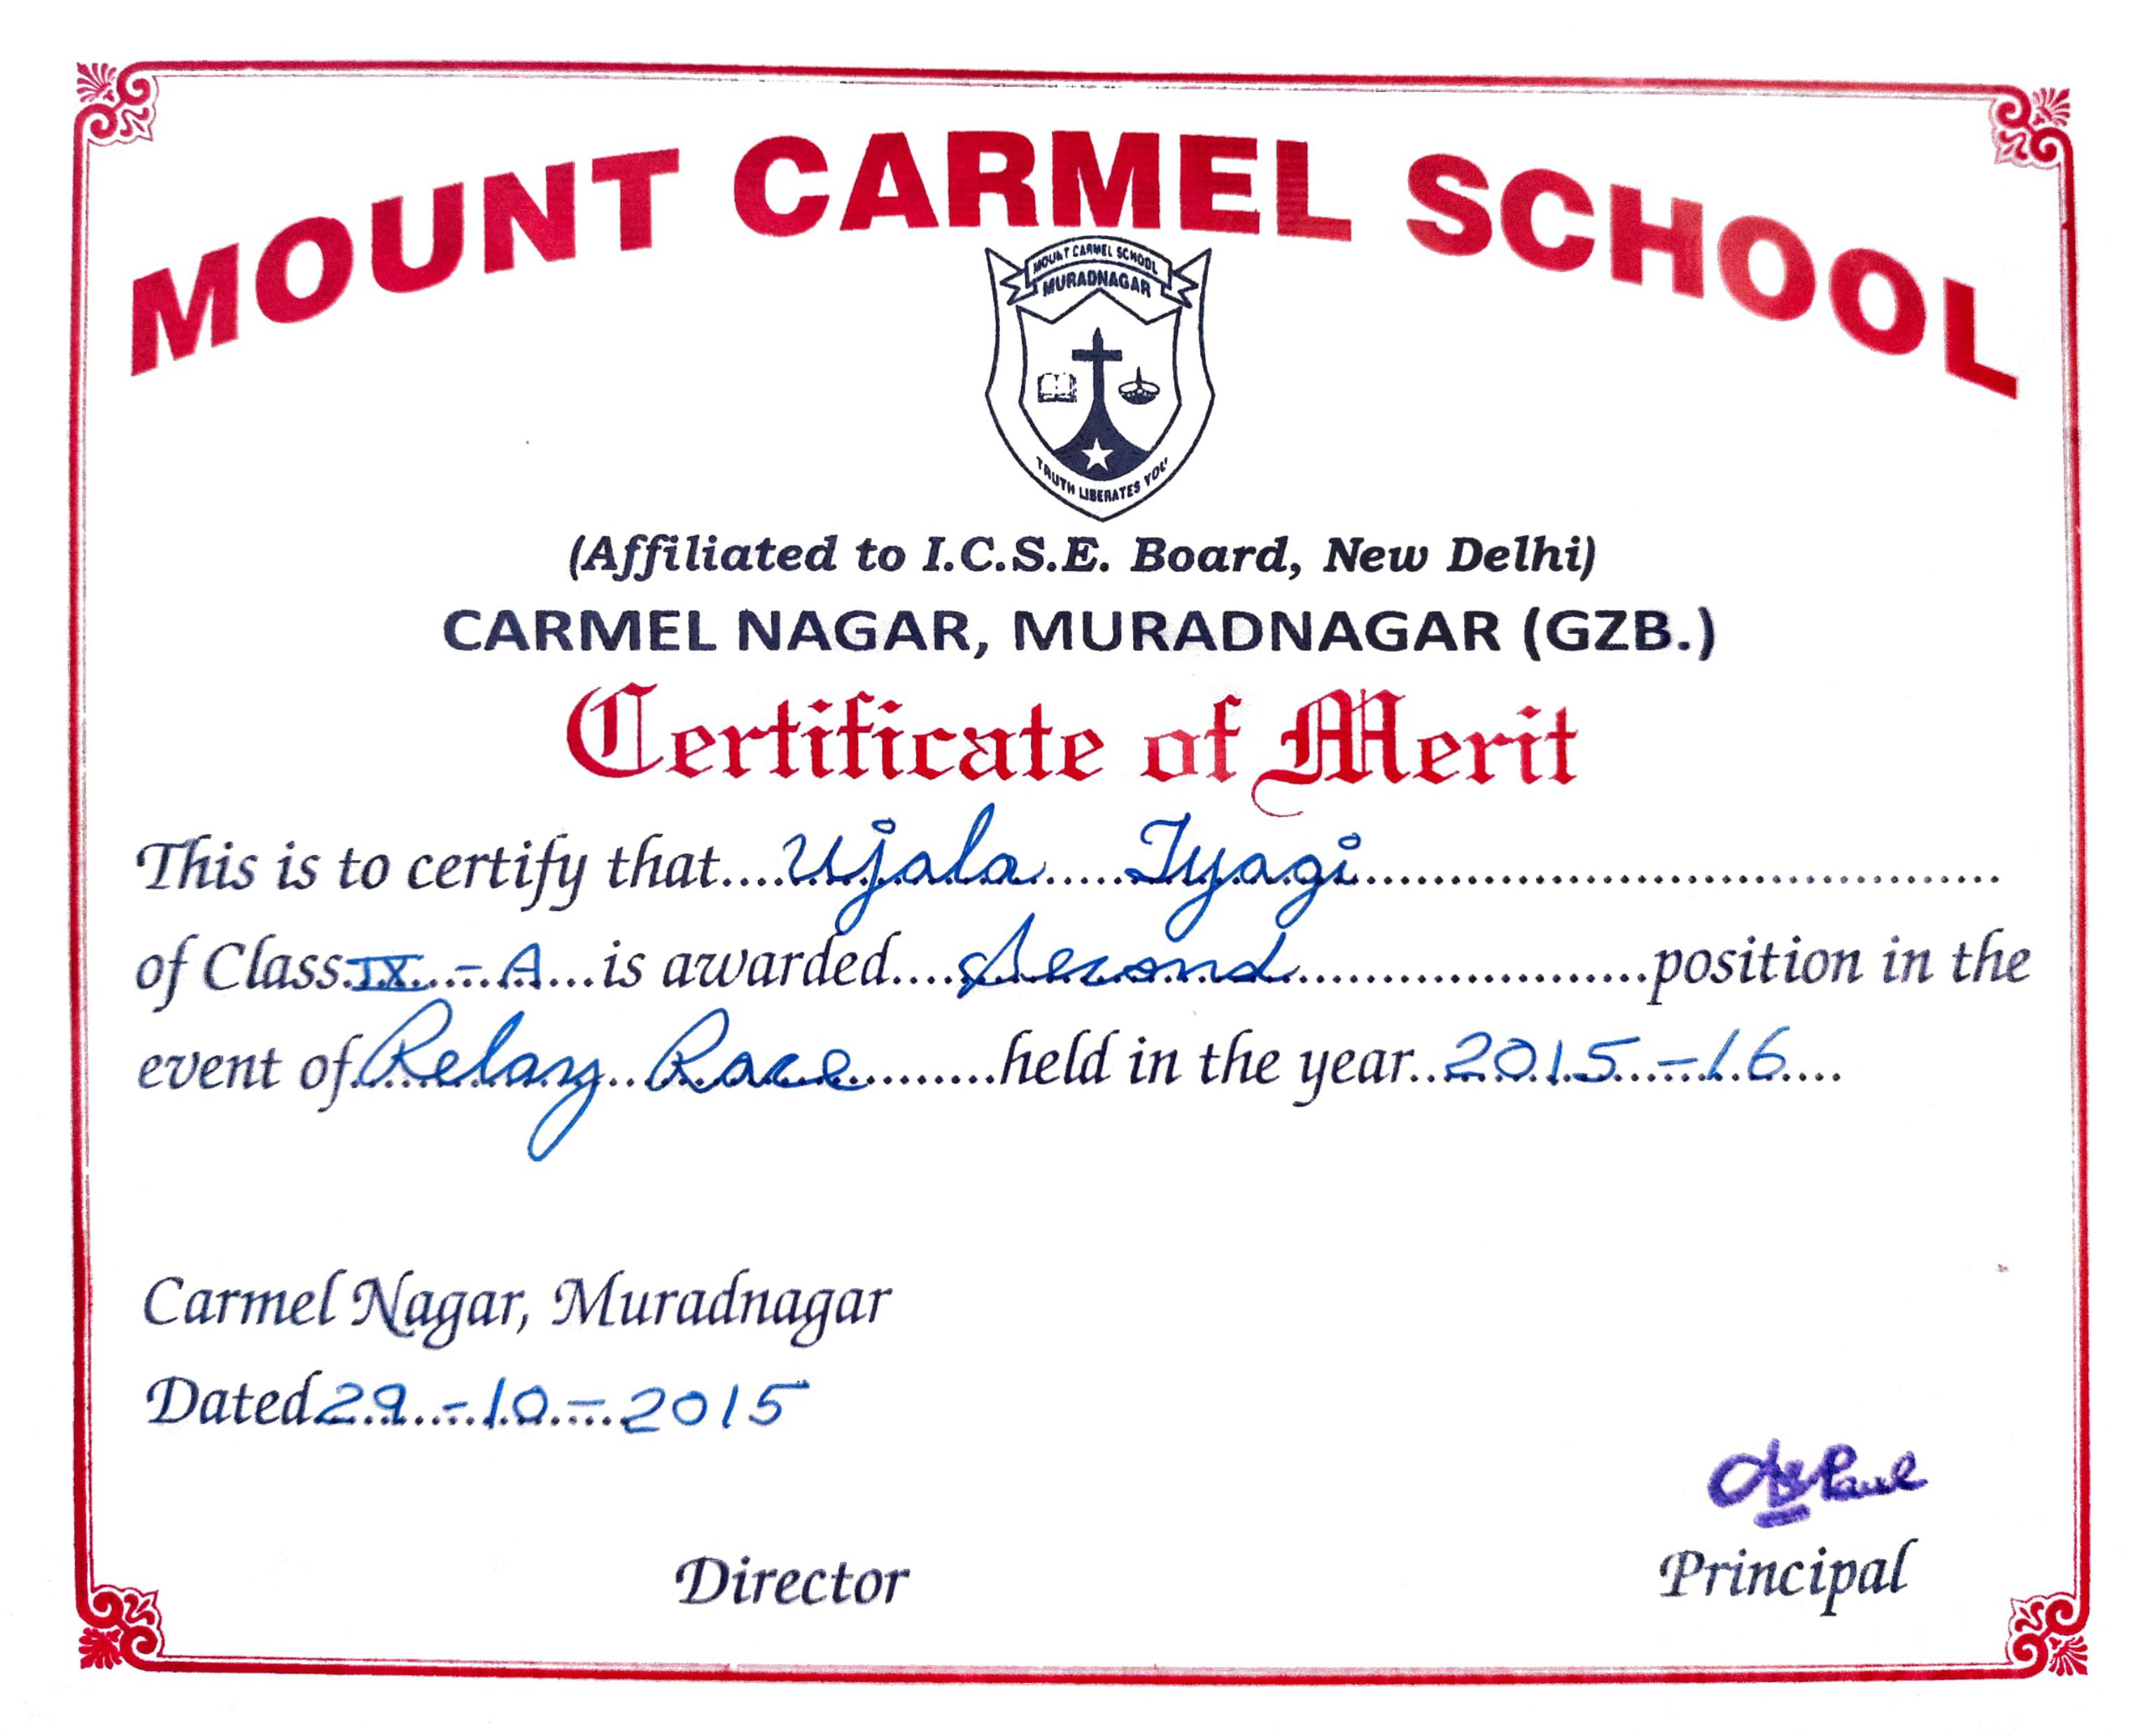 MOUNT CARMEL SCHOOL
MOUNT CARMEL SCHOOL
MURADNAGAR
TRUTH LIBERATES YOU
(Affiliated to I.C.S.E. Board, New Delhi)
CARMEL NAGAR, MURADNAGAR (GZB.)
Certificate of Merit
This is to certify that....Ujala.....Tyagi..........................................
of Class.IX...-.A...is awarded....Second......................position in the
event of.Relay..Race.........held in the year..2015...-16....
Carmel Nagar, Muradnagar
Dated.29..-.10.-...2015
Director
Principal